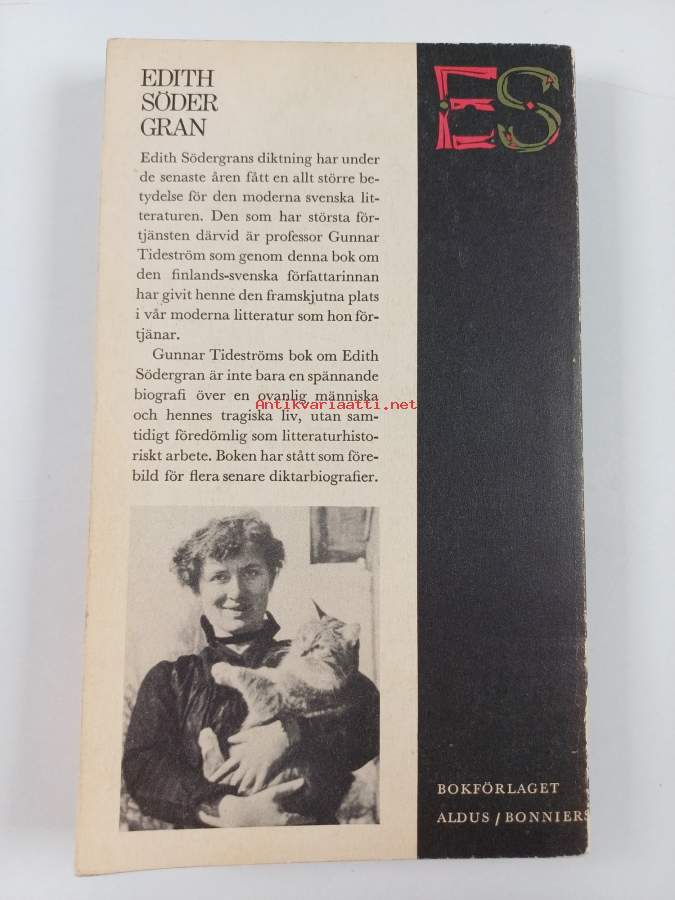 EDITH
SÖDER
GRAN
Edith Södergrans diktning har under
de senaste åren fått en allt större be-
tydelse för den moderna svenska lit-
teraturen. Den som har största för-
tjänsten därvid är professor Gunnar
Tideström som genom denna bok om
den finlands-svenska författarinnan
har givit henne den framskjutna plats
i vår moderna litteratur som hon för-
tjänar.
Gunnar Tideströms bok om Edith
Södergran är inte bara en spännande
biografi över en ovanlig människa
och hennes tragiska liv, utan sam-
tidigt föredömlig som litteraturhisto-
riskt arbete. Boken har stått som före-
bild för flera senare diktarbiografier.
Antikvariaatti.net
ES
BOKFÖRLAGET
ALDUS / BONNIERS